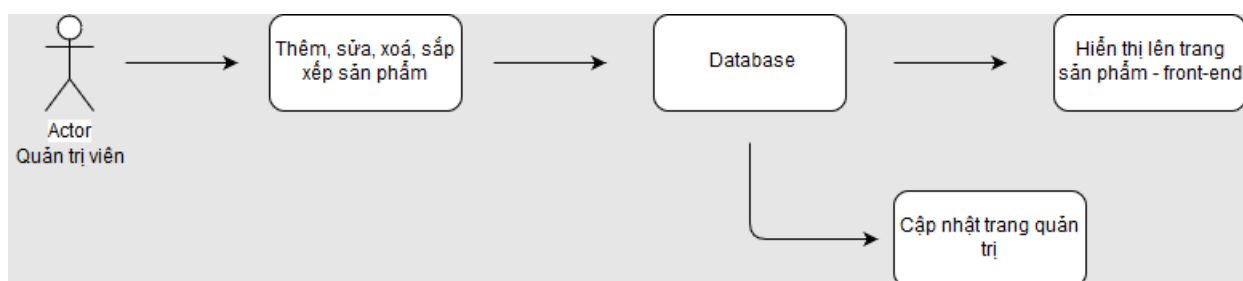 Actor
Quản trị viên
Thêm, sửa, xoá, sắp
xếp sản phẩm
Database
Hiển thị lên trang
sản phẩm - front-end
Cập nhật trang quản
trị